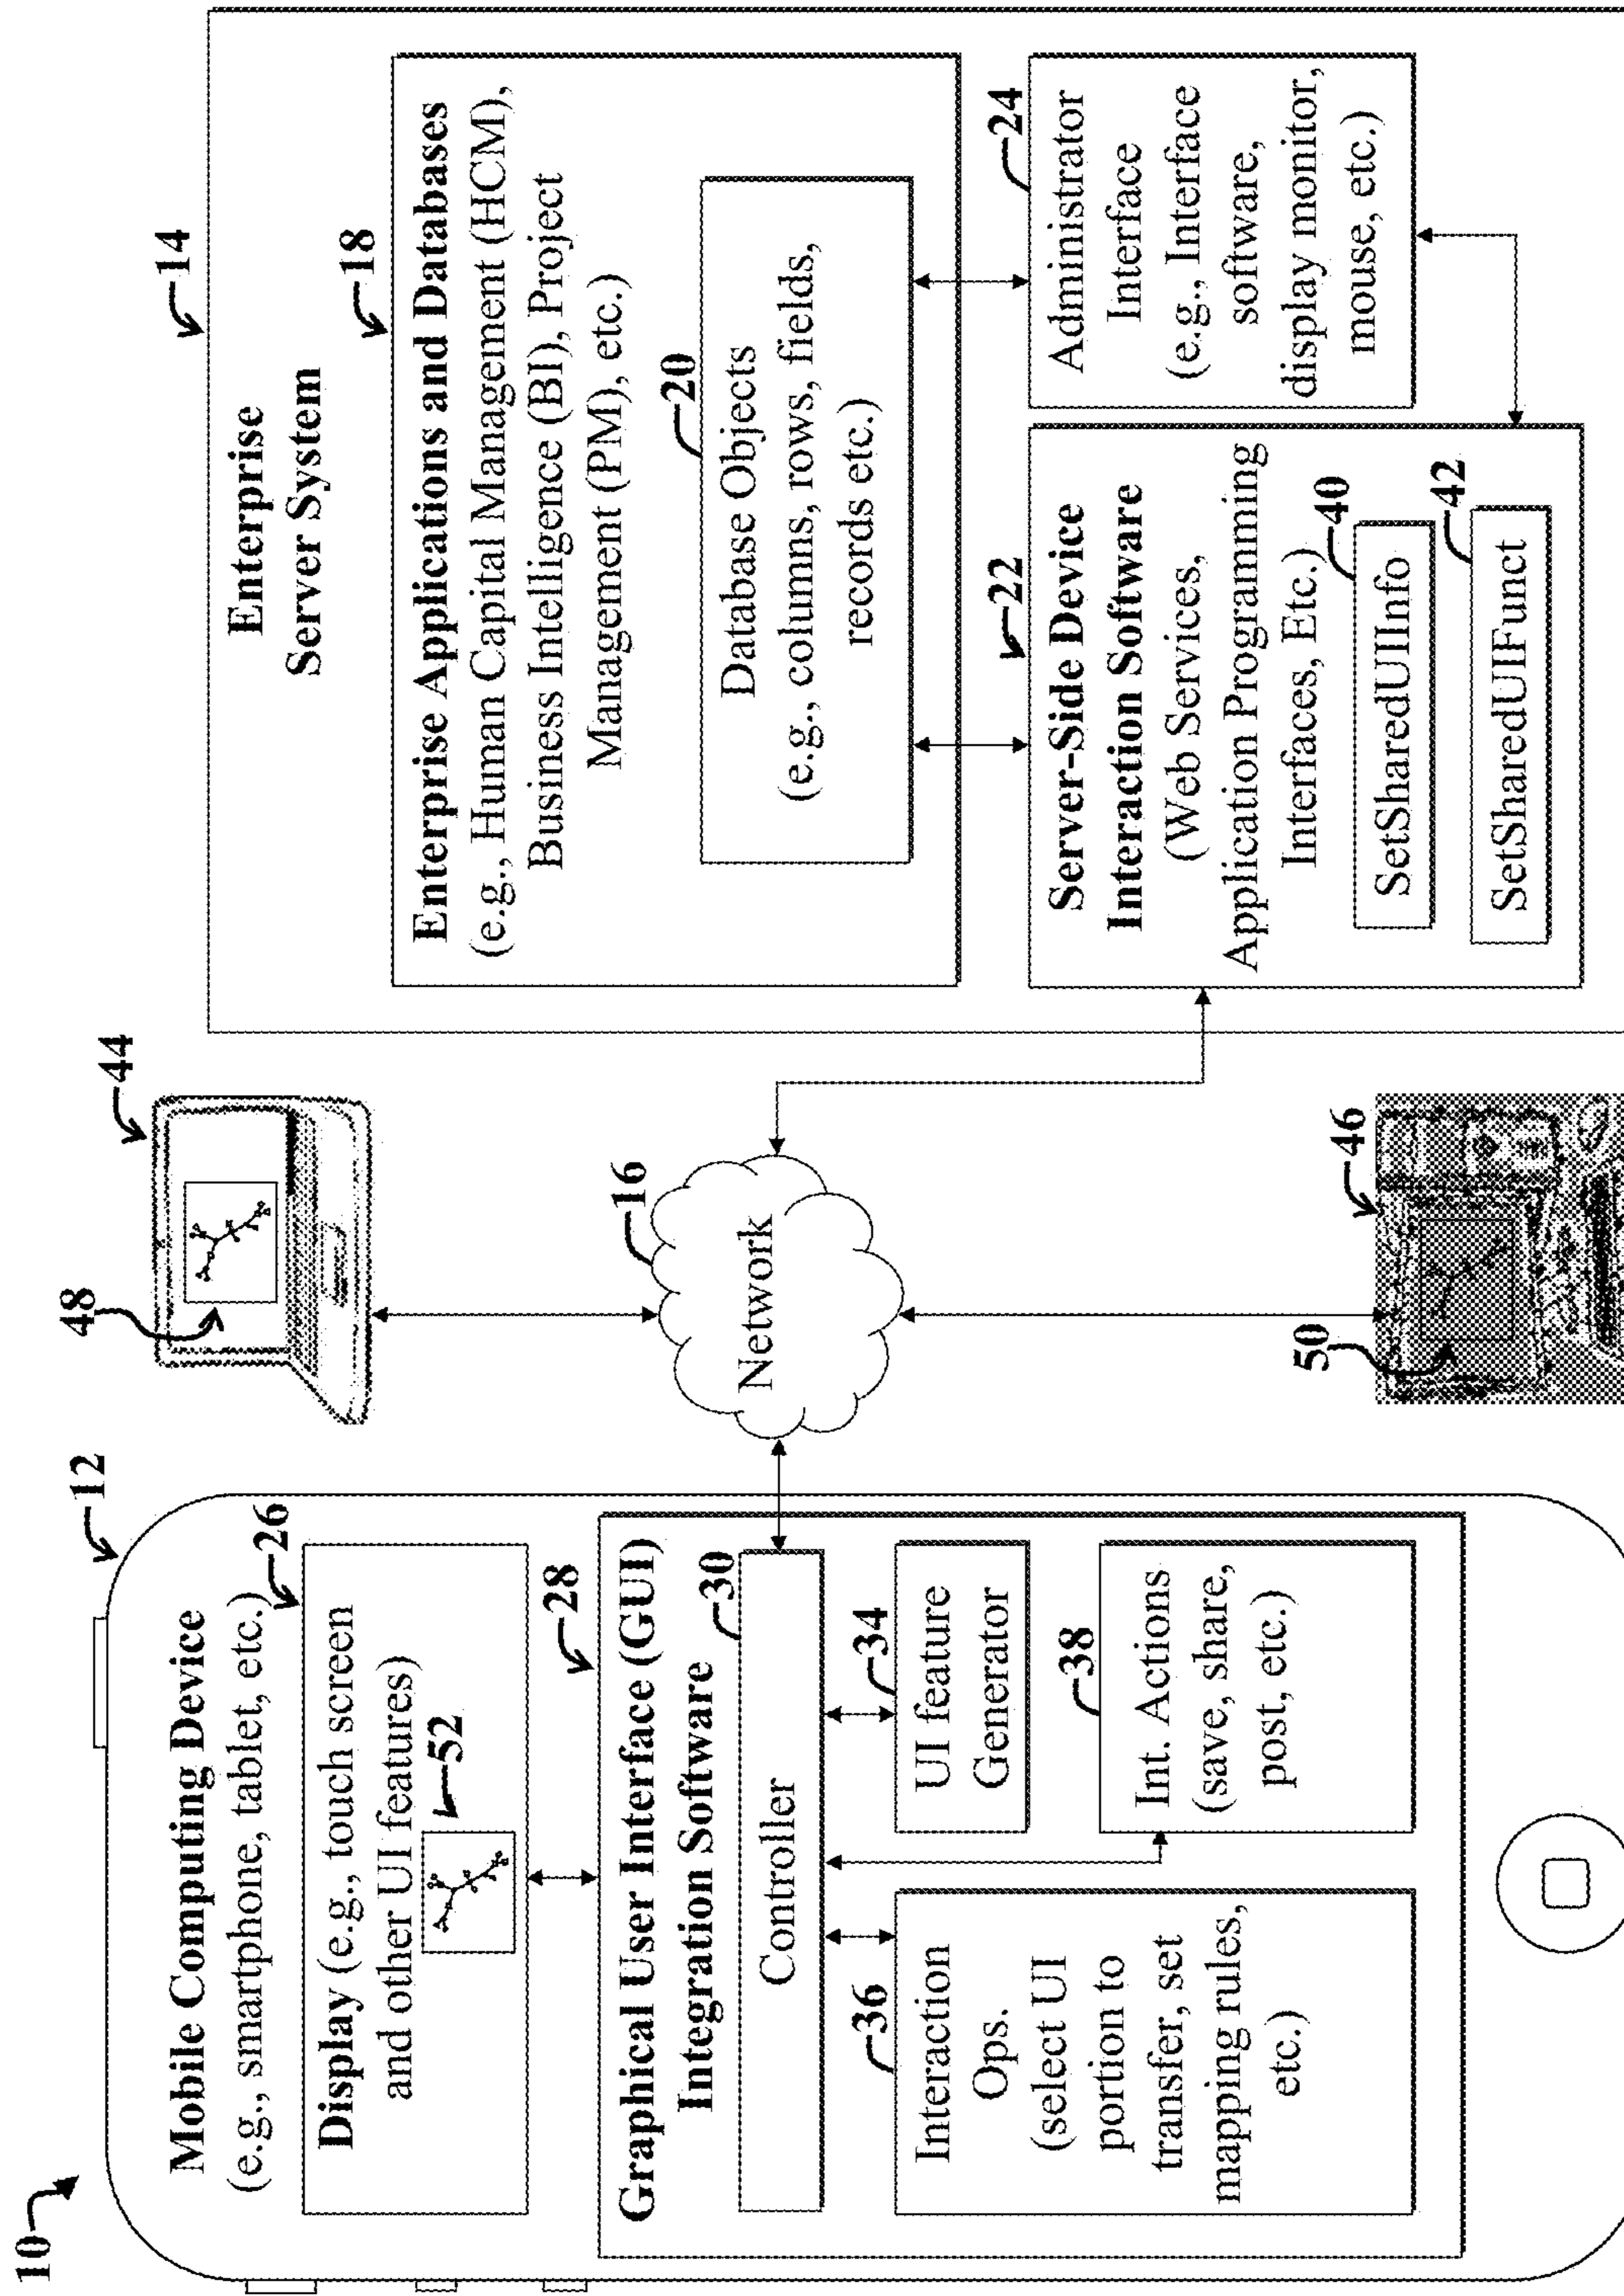 10
12
Mobile Computing Device
(e.g., smartphone, tablet, etc.)
26
Display (e.g., touch screen
and other UI features)
52
28
Graphical User Interface (GUI)
Integration Software
30
Controller
34
UI feature
Generator
36
Interaction
Ops.
(select UI
portion to
transfer, set
mapping rules,
etc.)
38
Int. Actions
(save, share,
post, etc.)
44
48
16
Network
46
50
14
Enterprise
Server System
18
Enterprise Applications and Databases
(e.g., Human Capital Management (HCM),
Business Intelligence (BI), Project
Management (PM), etc.)
20
Database Objects
(e.g., columns, rows, fields,
records etc.)
22
Server-Side Device
Interaction Software
(Web Services,
Application Programming
Interfaces, Etc.)
40
SetSharedUIInfo
42
SetSharedUIFunct
24
Administrator
Interface
(e.g., Interface
software,
display monitor,
mouse, etc.)